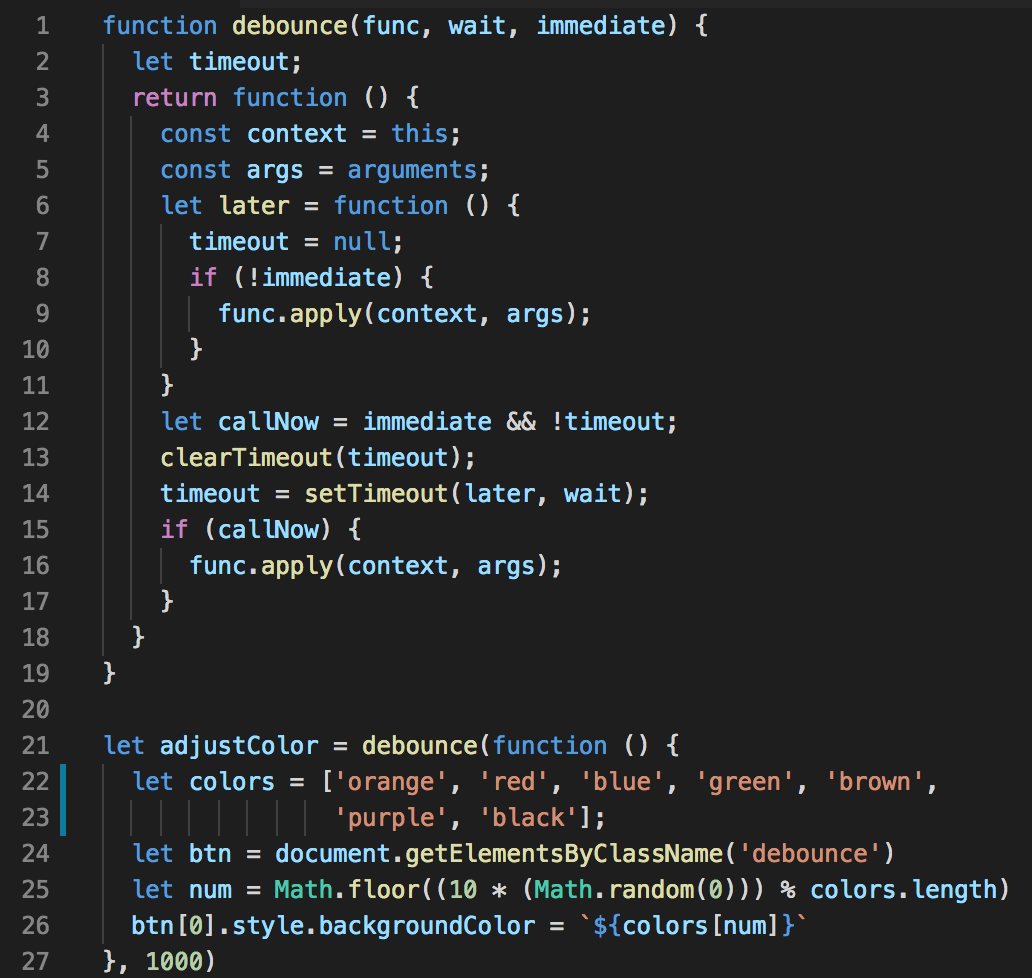 1 function debounce(func, wait, immediate) {
2 let timeout;
3 return function () {
4 const context = this;
5 const args = arguments;
6 let later = function () {
7 timeout = null;
8 if (!immediate) {
9 func.apply(context, args);
10 }
11 }
12 let callNow = immediate && !timeout;
13 clearTimeout(timeout);
14 timeout = setTimeout(later, wait);
15 if (callNow) {
16 func.apply(context, args);
17 }
18 }
19 }
20
21 let adjustColor = debounce(function () {
22 let colors = ['orange', 'red', 'blue', 'green', 'brown',
23 'purple', 'black'];
24 let btn = document.getElementsByClassName('debounce')
25 let num = Math.floor((10 * (Math.random(0))) % colors.length)
26 btn[0].style.backgroundColor = `${colors[num]}`
27 }, 1000)